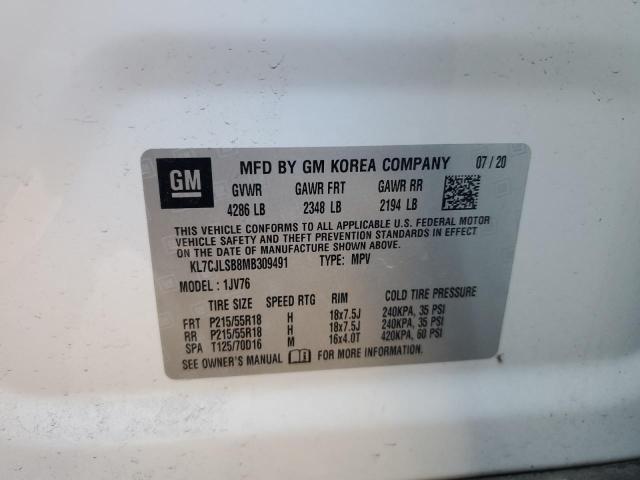 GM MFD BY GM KOREA COMPANY 07/20
GVWR GAWR FRT GAWR RR
4286 LB 2348 LB 2194 LB
THIS VEHICLE CONFORMS TO ALL APPLICABLE U.S. FEDERAL MOTOR
VEHICLE SAFETY AND THEFT PREVENTION STANDARDS IN EFFECT
ON THE DATE OF MANUFACTURE SHOWN ABOVE.
KL7CJLSB8MB309491 TYPE: MPV
MODEL : 1JV76
TIRE SIZE SPEED RTG RIM COLD TIRE PRESSURE
FRT P215/55R18 H 18x7.5J 240KPA, 35 PSI
RR P215/55R18 H 18x7.5J 240KPA, 35 PSI
SPA T125/70D16 M 16x4.0T 420KPA, 60 PSI
SEE OWNER'S MANUAL FOR MORE INFORMATION.